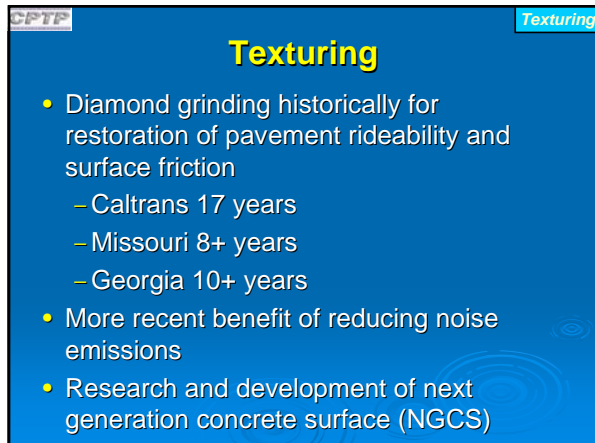 CPTP
Texturing
Texturing
• Diamond grinding historically for
restoration of pavement rideability and
surface friction
– Caltrans 17 years
– Missouri 8+ years
– Georgia 10+ years
• More recent benefit of reducing noise
emissions
• Research and development of next
generation concrete surface (NGCS)